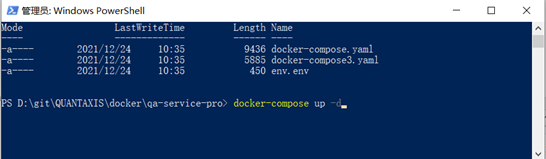 管理员: Windows PowerShell
Mode LastWriteTime Length Name
---- ------------- ------ ----
-a---- 2021/12/24 10:35 9436 docker-compose.yaml
-a---- 2021/12/24 10:35 5885 docker-compose3.yaml
-a---- 2021/12/24 10:35 450 env.env
PS D:\git\QUANTAXIS\docker\qa-service-pro> docker-compose up -d